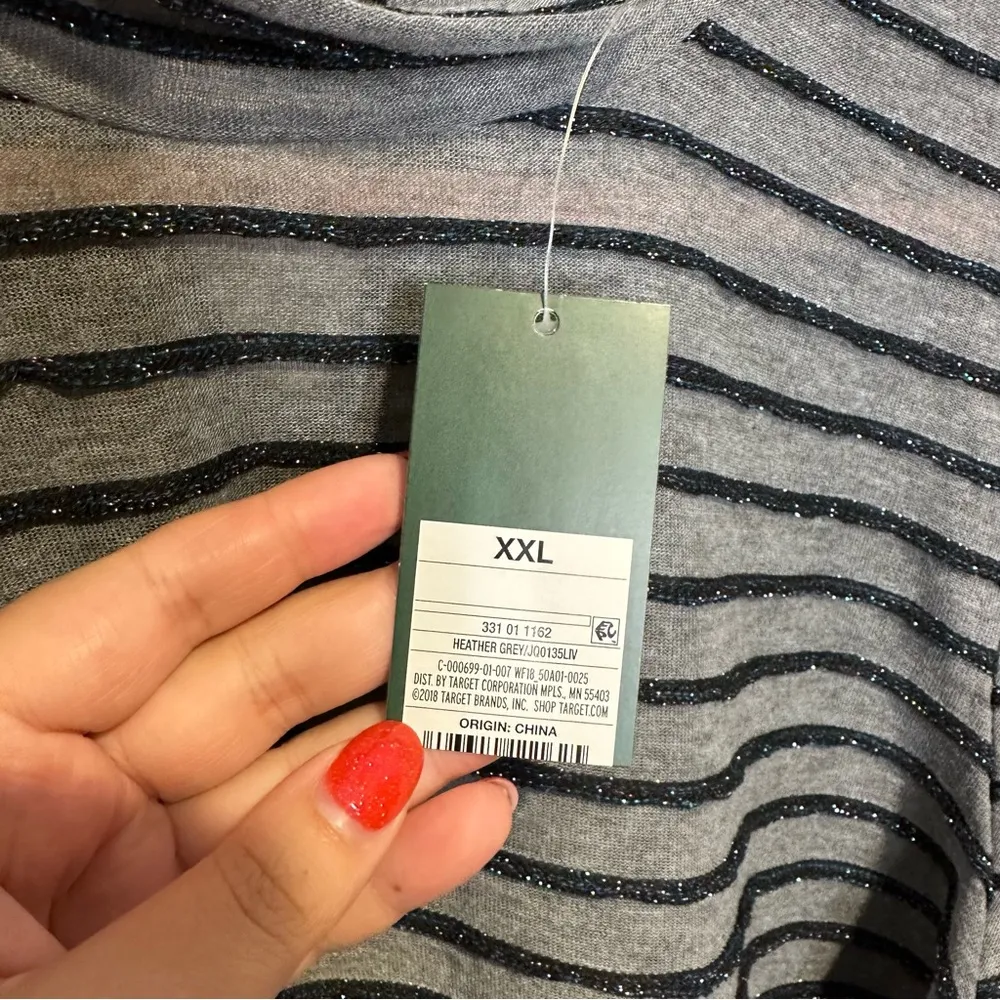 XXL
331 01 1162
HEATHER GREY/JQ0135LIV
C-000699-01-007 WF18_50A01-0025
DIST. BY TARGET CORPORATION MPLS., MN 55403
©2018 TARGET BRANDS, INC. SHOP TARGET.COM
ORIGIN: CHINA